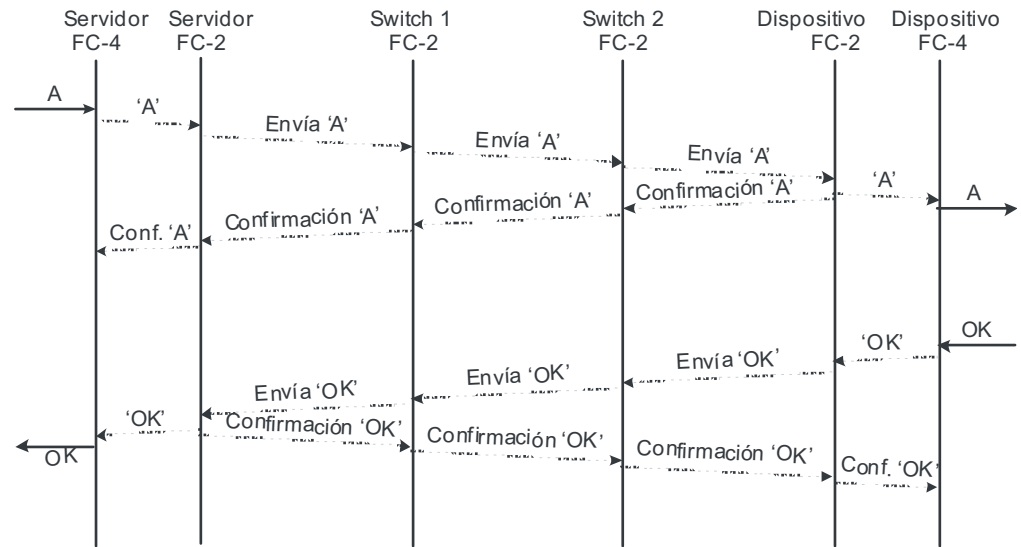 Servidor FC-4
Servidor FC-2
Switch 1 FC-2
Switch 2 FC-2
Dispositivo FC-2
Dispositivo FC-4
A
‘A’
Envía ‘A’
Envía ‘A’
Envía ‘A’
‘A’
A
Confirmación ‘A’
Confirmación ‘A’
Confirmación ‘A’
Conf. ‘A’
OK
‘OK’
Envía ‘OK’
Envía ‘OK’
Envía ‘OK’
‘OK’
OK
Confirmación ‘OK’
Confirmación ‘OK’
Confirmación ‘OK’
Conf. ‘OK’